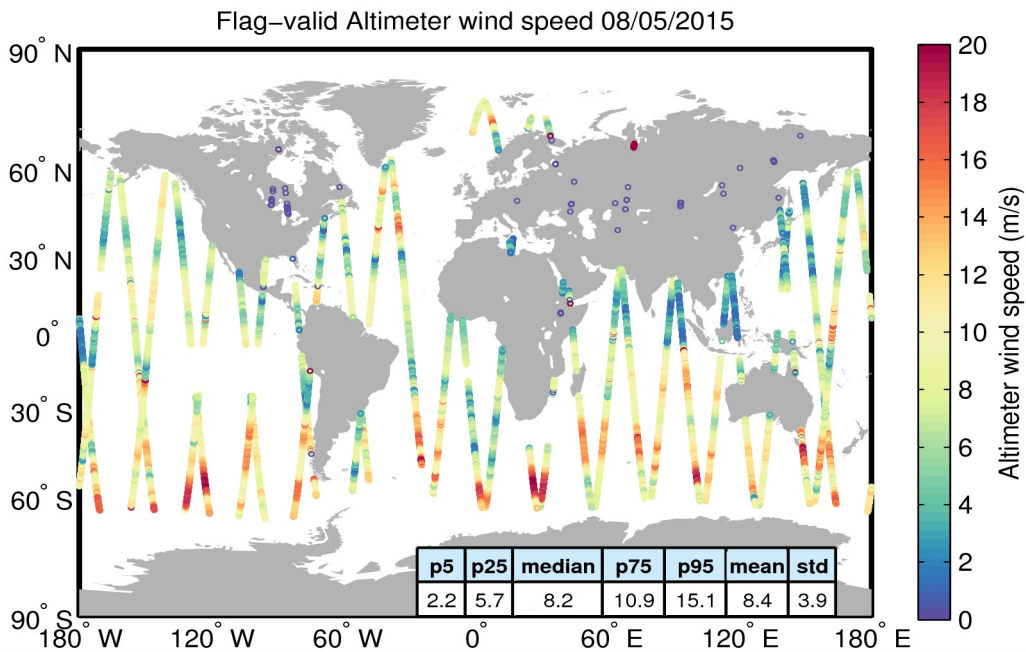 Flag−valid Altimeter wind speed 08/05/2015
90° N
60° N
30° N
0°
30° S
60° S
90° S
180° W
120° W
60° W
0°
60° E
120° E
180° E
p5 p25 median p75 p95 mean std
2.2 5.7 8.2 10.9 15.1 8.4 3.9
20
18
16
14
12
10
8
6
4
2
0
Altimeter wind speed (m/s)